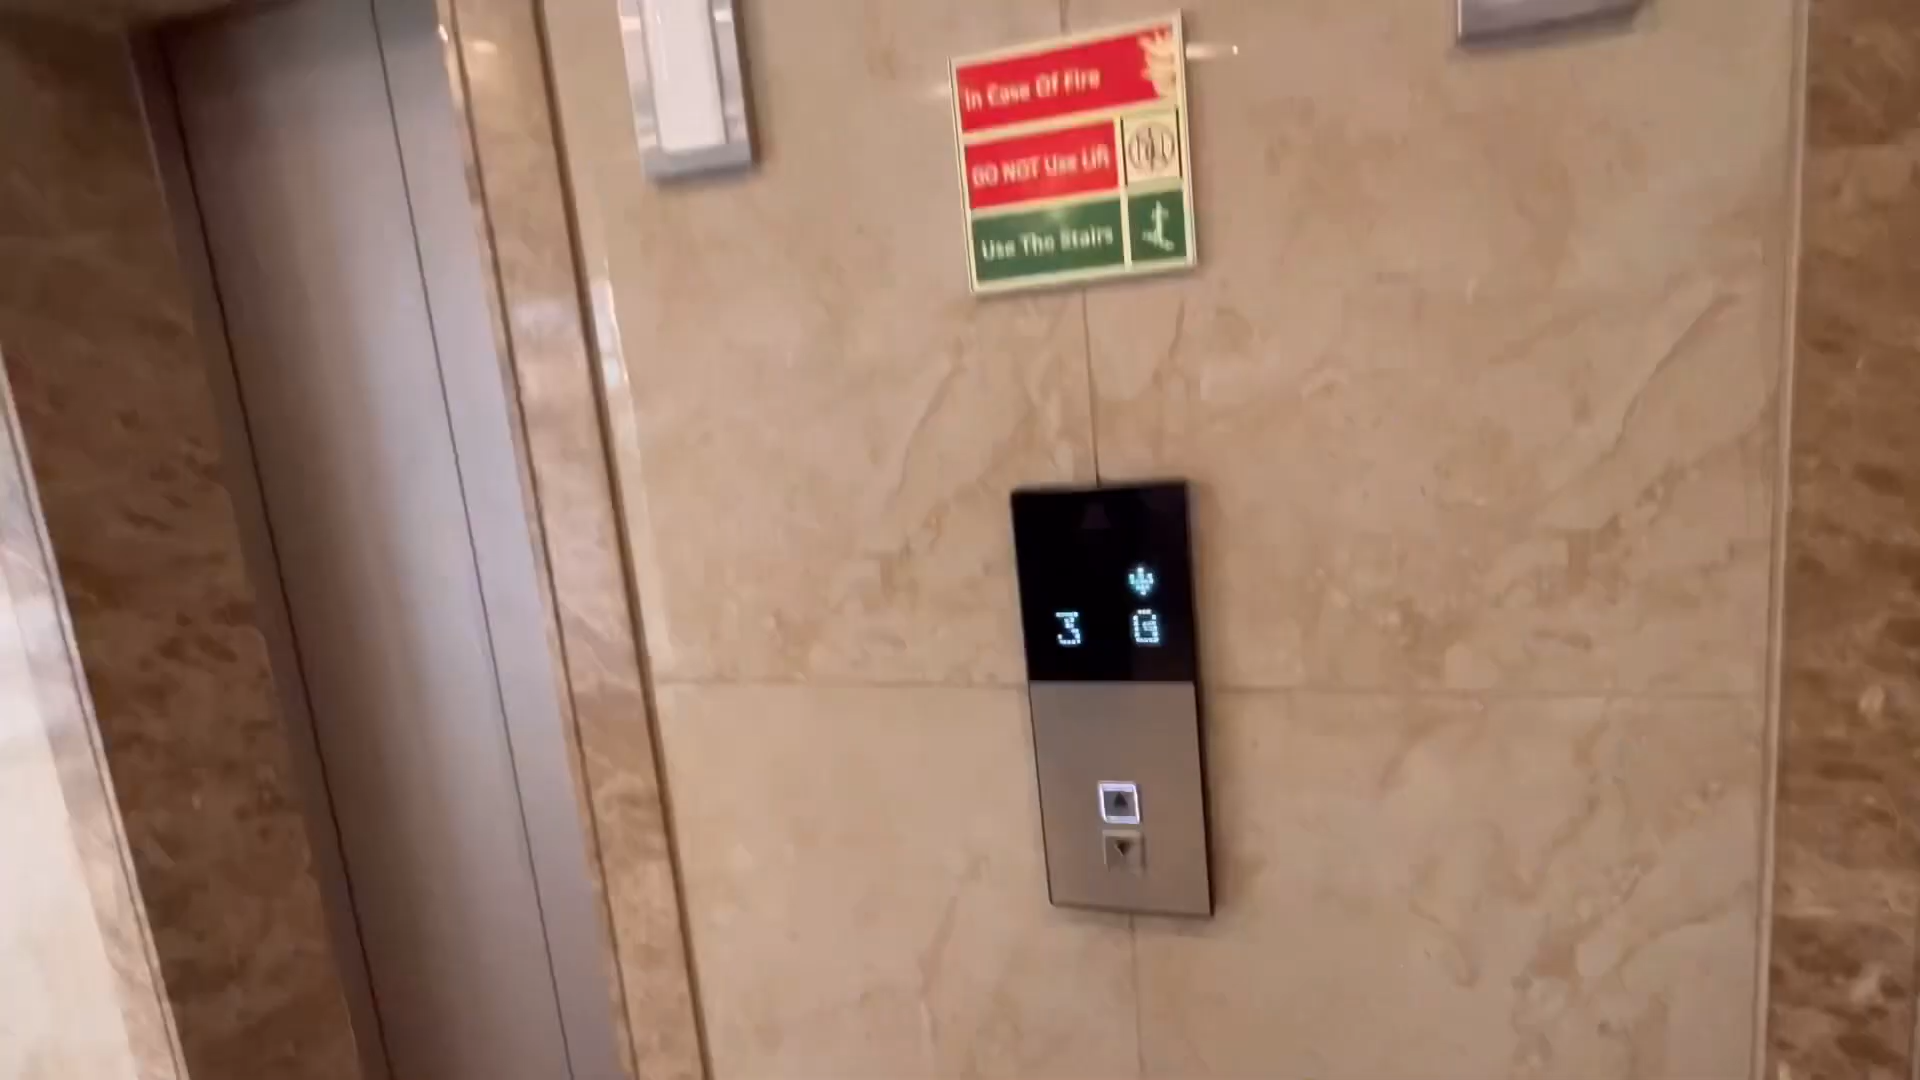 In Case Of Fire
DO NOT Use Lift
Use The Stairs
3 G